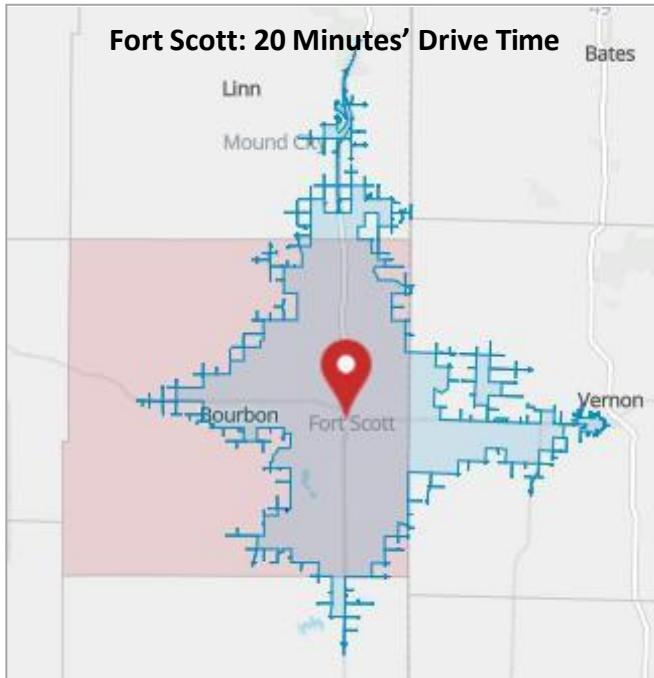 Fort Scott: 20 Minutes’ Drive Time
Bates
Linn
Mound City
Vernon
Bourbon
Fort Scott